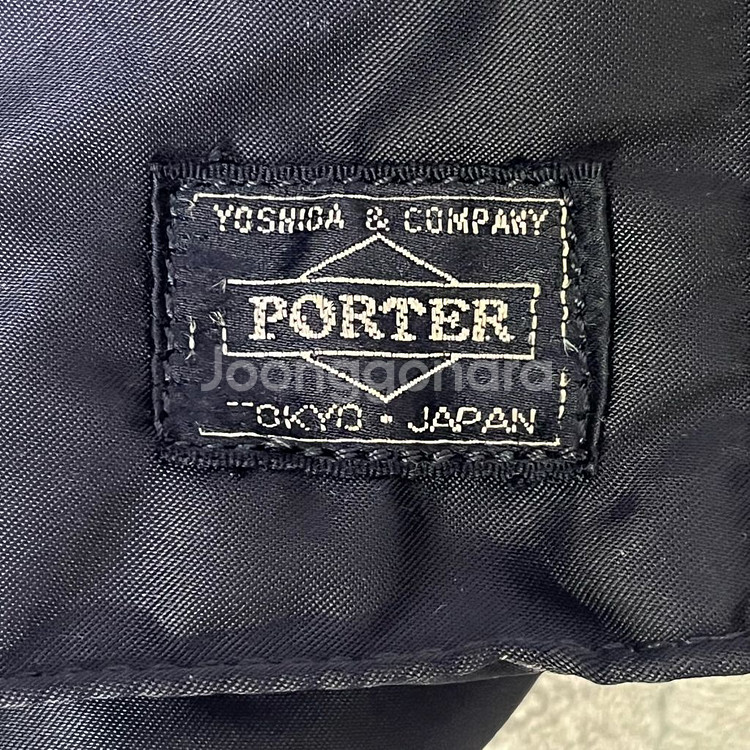 YOSHIDA & COMPANY
PORTER
Joonggonara
TOKYO • JAPAN